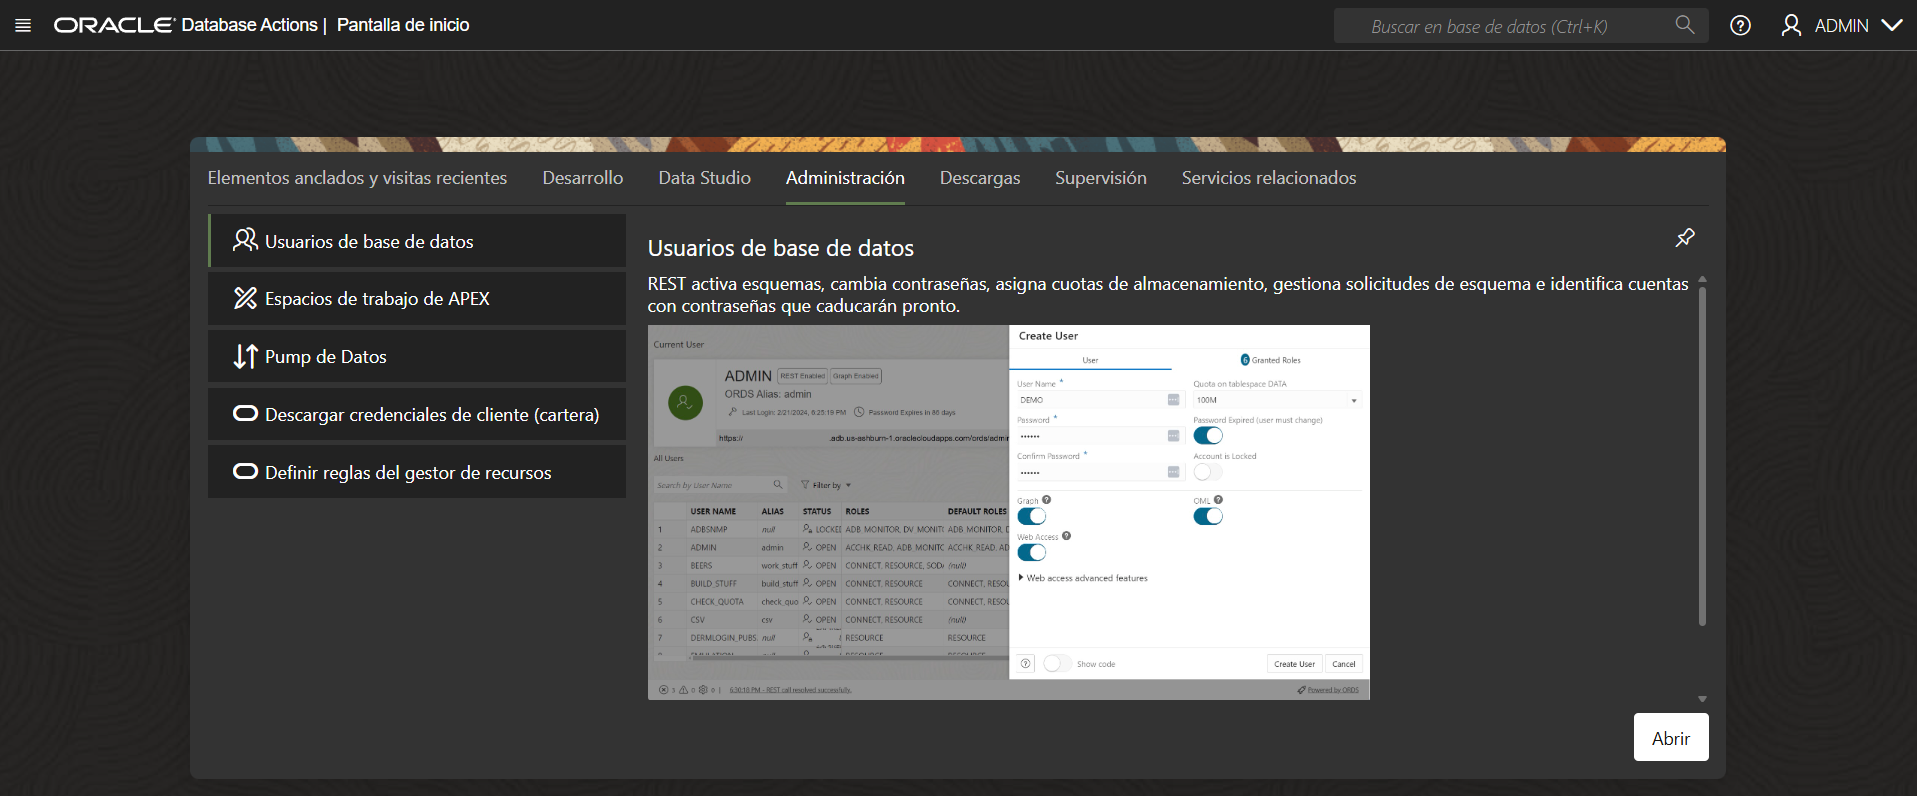 ORACLE Database Actions | Pantalla de inicio
Buscar en base de datos (Ctrl+K)
ADMIN
Elementos anclados y visitas recientes
Desarrollo
Data Studio
Administración
Descargas
Supervisión
Servicios relacionados
Usuarios de base de datos
Espacios de trabajo de APEX
Pump de Datos
Descargar credenciales de cliente (cartera)
Definir reglas del gestor de recursos
Usuarios de base de datos
REST activa esquemas, cambia contraseñas, asigna cuotas de almacenamiento, gestiona solicitudes de esquema e identifica cuentas
con contraseñas que caducarán pronto.
Current User
ADMIN REST Enabled Graph Enabled
ORDS Alias: admin
Last Login: 2/21/2024, 6:25:19 PM Password Expires in 86 days
https:// .adb.us-ashburn-1.oraclecloudapps.com/ords/admin
All Users
Search by User Name
Filter by
USER NAME ALIAS STATUS ROLES DEFAULT ROLES
1 ADBSNMP null LOCKED ADB_MONITOR, DV_MONIT ADB_MONITOR, D
2 ADMIN admin OPEN ACCHK_READ, ADB_MONITC ACCHK_READ, AD
3 BEERS work_stuff OPEN CONNECT, RESOURCE, SOD (null)
4 BUILD_STUFF build_stuff OPEN CONNECT, RESOURCE CONNECT, RESOU
5 CHECK_QUOTA check_quo OPEN CONNECT, RESOURCE CONNECT, RESOU
6 CSV csv OPEN CONNECT, RESOURCE (null)
7 DERMLOGIN_PUBS null RESOURCE RESOURCE
3 0 0 | 6:30:18 PM - REST call resolved successfully.
Powered by ORDS
Create User
User
6 Granted Roles
User Name *
DEMO
Quota on tablespace DATA
100M
Password *
Password Expired (user must change)
Confirm Password *
Account is Locked
Graph
OML
Web Access
Web access advanced features
Show code
Create User
Cancel
Abrir